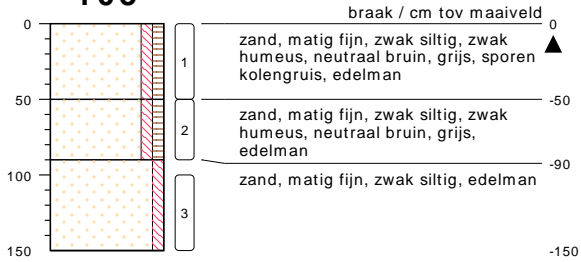 braak / cm tov maaiveld
0
0
zand, matig fijn, zwak siltig, zwak
humeus, neutraal bruin, grijs, sporen
kolengruis, edelman
1
50
-50
zand, matig fijn, zwak siltig, zwak
humeus, neutraal bruin, grijs,
edelman
2
-90
100
zand, matig fijn, zwak siltig, edelman
3
150
-150